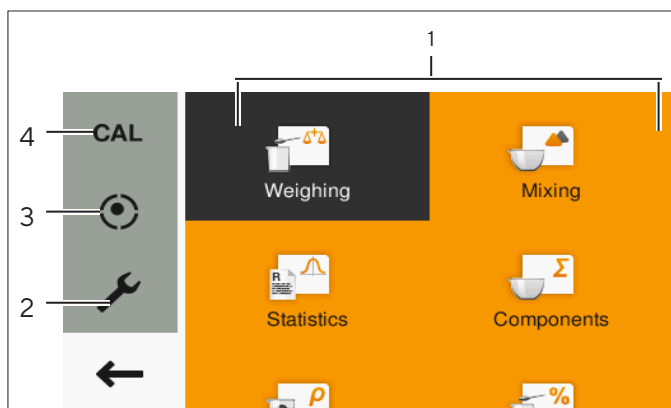 1
4 CAL
Weighing Mixing
3
R Σ
2
Statistics Components
ρ %